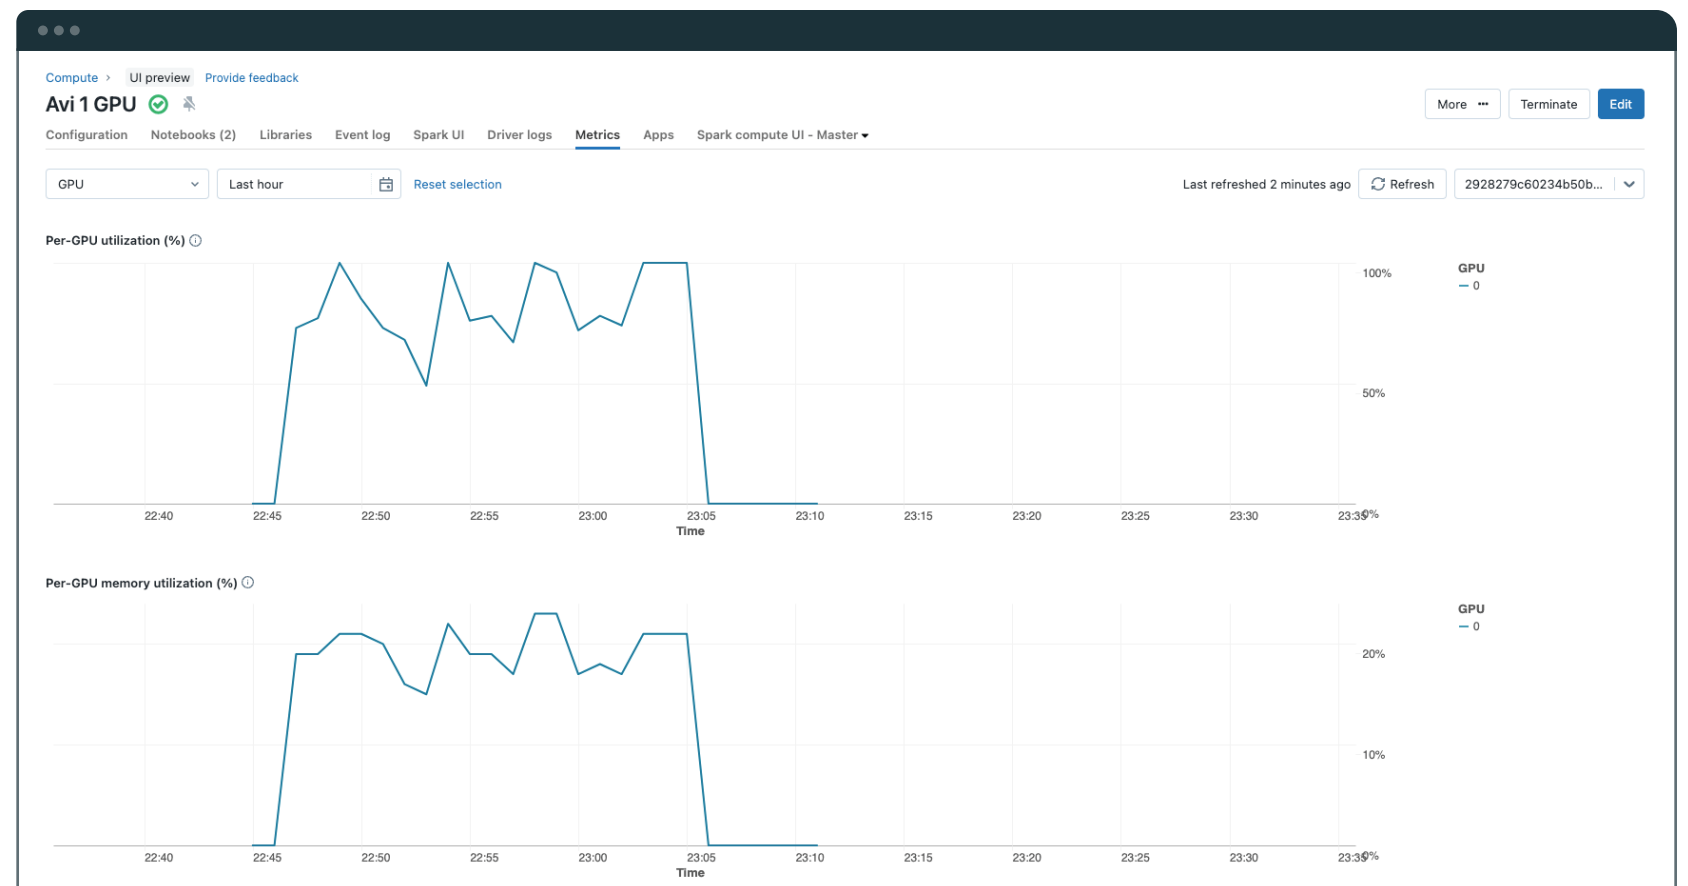 Compute › UI preview Provide feedback
Avi 1 GPU
More ··· Terminate Edit
Configuration Notebooks (2) Libraries Event log Spark UI Driver logs Metrics Apps Spark compute UI - Master
GPU Last hour Reset selection Last refreshed 2 minutes ago Refresh 2928279c60234b50b...
Per-GPU utilization (%)
GPU
0
100%
50%
0%
22:40 22:45 22:50 22:55 23:00 23:05 23:10 23:15 23:20 23:25 23:30 23:35
Time
Per-GPU memory utilization (%)
GPU
0
20%
10%
0%
22:40 22:45 22:50 22:55 23:00 23:05 23:10 23:15 23:20 23:25 23:30 23:35
Time